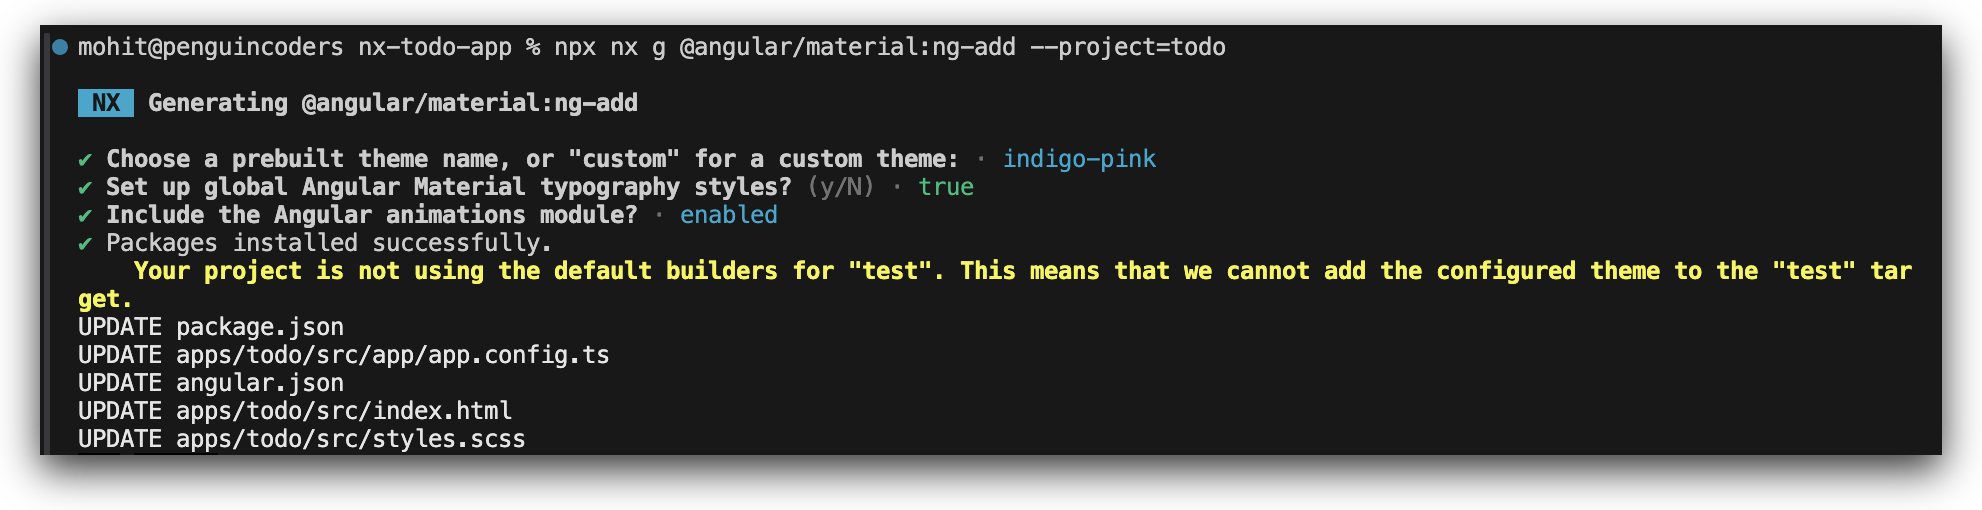 mohit@penguincoders nx-todo-app % npx nx g @angular/material:ng-add --project=todo
NX Generating @angular/material:ng-add
✔ Choose a prebuilt theme name, or "custom" for a custom theme: · indigo-pink
✔ Set up global Angular Material typography styles? (y/N) · true
✔ Include the Angular animations module? · enabled
✔ Packages installed successfully.
Your project is not using the default builders for "test". This means that we cannot add the configured theme to the "test" tar
get.
UPDATE package.json
UPDATE apps/todo/src/app/app.config.ts
UPDATE angular.json
UPDATE apps/todo/src/index.html
UPDATE apps/todo/src/styles.scss